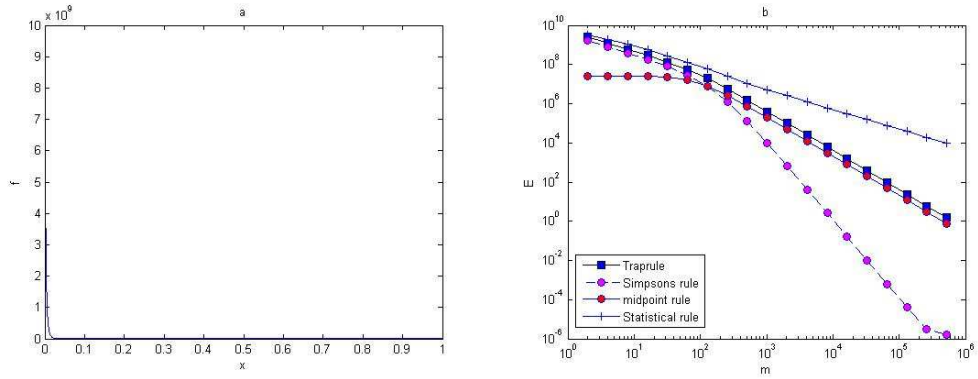 a
x 10^9
10
9
8
7
6
5
4
3
2
1
0
f
0 0.1 0.2 0.3 0.4 0.5 0.6 0.7 0.8 0.9 1
x
b
10^10
10^8
10^6
10^4
10^2
10^0
10^-2
10^-4
10^-6
E
Traprule
Simpsons rule
midpoint rule
Statistical rule
10^0 10^1 10^2 10^3 10^4 10^5 10^6
m